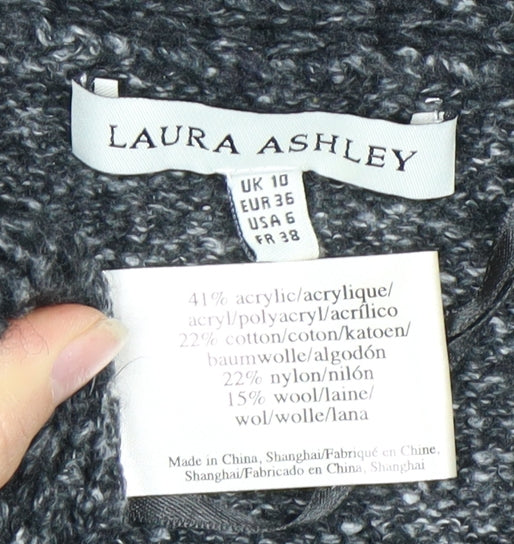 LAURA ASHLEY
UK 10
EUR 36
USA 6
FR 38
41% acrylic/acrylique/
acryl/polyacryl/acrílico
22% cotton/coton/katoen/
baumwolle/algodón
22% nylon/nilón
15% wool/laine/
wol/wolle/lana
Made in China, Shanghai/Fabriqué en Chine,
Shanghai/Fabricado en China, Shanghai